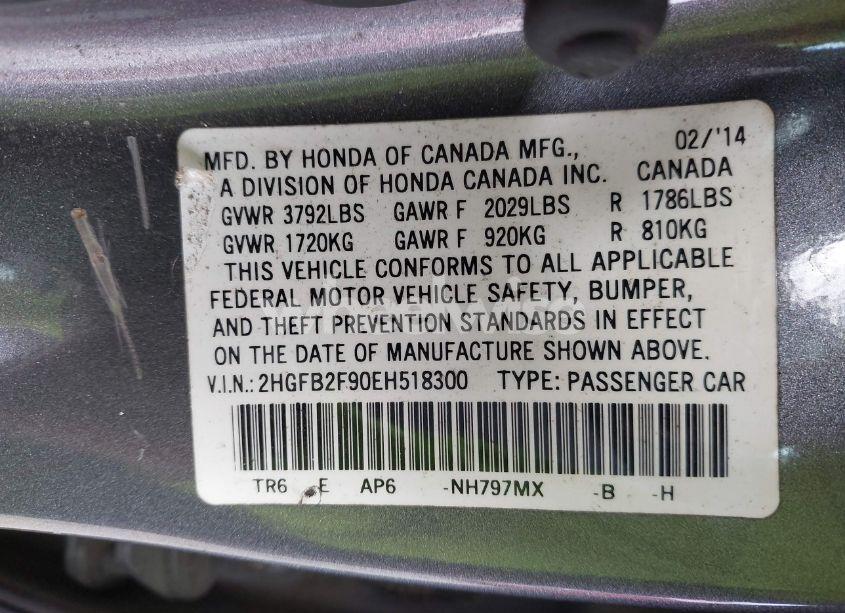 02/'14
MFD. BY HONDA OF CANADA MFG.,
A DIVISION OF HONDA CANADA INC. CANADA
GVWR 3792LBS GAWR F 2029LBS R 1786LBS
GVWR 1720KG GAWR F 920KG R 810KG
THIS VEHICLE CONFORMS TO ALL APPLICABLE
FEDERAL MOTOR VEHICLE SAFETY, BUMPER,
AND THEFT PREVENTION STANDARDS IN EFFECT
ON THE DATE OF MANUFACTURE SHOWN ABOVE.
V.I.N.: 2HGFB2F90EH518300 TYPE: PASSENGER CAR
TR6 E AP6 -NH797MX -B -H